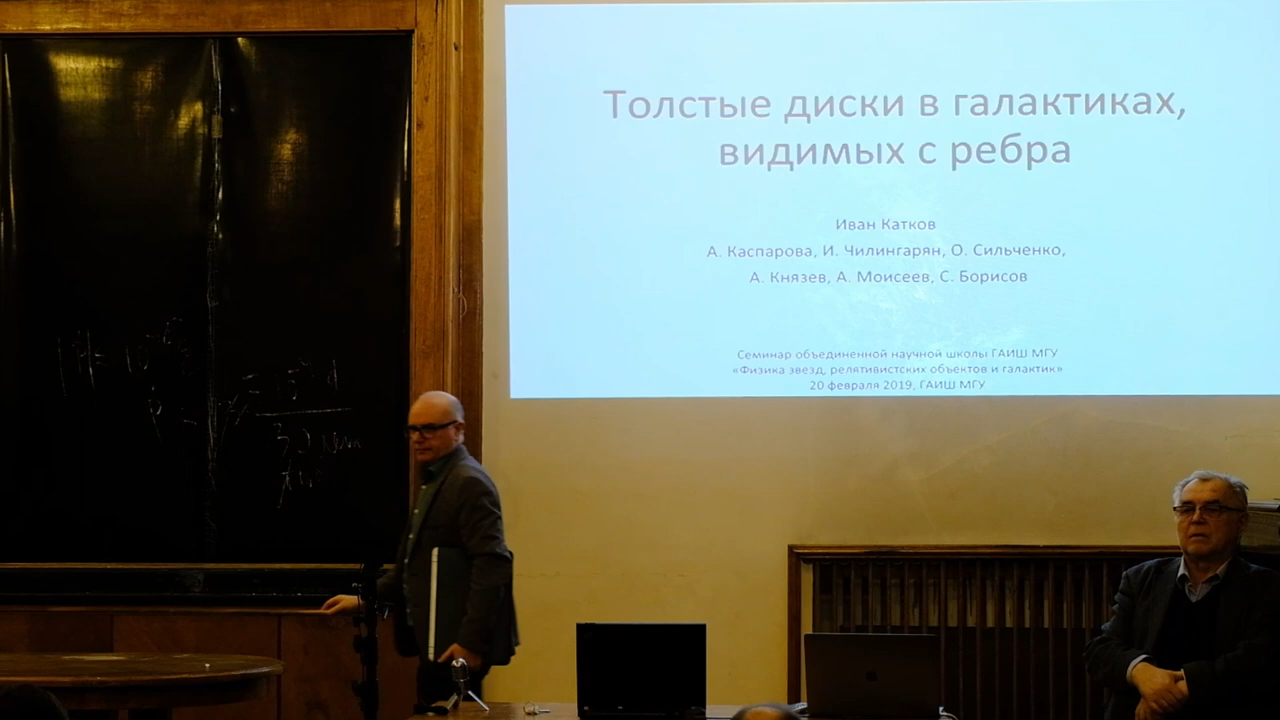 Толстые диски в галактиках,
видимых с ребра
Иван Катков
А. Каспарова, И. Чилингарян, О. Сильченко,
А. Князев, А. Моисеев, С. Борисов
Семинар объединенной научной школы ГАИШ МГУ
«Физика звезд, релятивистских объектов и галактик»
20 февраля 2019, ГАИШ МГУ